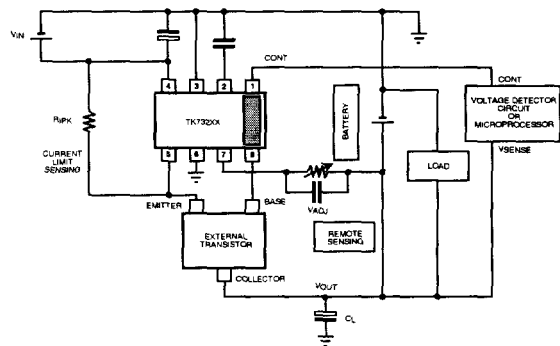 VIN
CONT
4 3 2 1
TK732XX
5 6 7 8
RIPK
CURRENT
LIMIT
SENSING
EMITTER
BASE
EXTERNAL
TRANSISTOR
COLLECTOR
BATTERY
VADJ
REMOTE
SENSING
LOAD
CONT
VOLTAGE DETECTOR
CIRCUIT
OR
MICROPROCESSOR
VSENSE
VOUT
CL